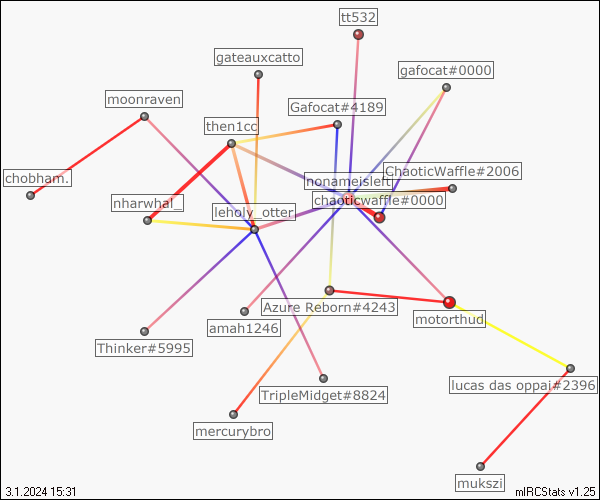 tt532
gateauxcatto
gafocat#0000
moonraven
Gafocat#4189
then1cc
ChaoticWaffle#2006
chobham.
nonameisleft
nharwhal_
chaoticwaffle#0000
leholy_otter
Azure Reborn#4243
motorthud
amah1246
Thinker#5995
lucas das oppai#2396
TripleMidget#8824
mercurybro
mukszi
3.1.2024 15:31
mIRCStats v1.25